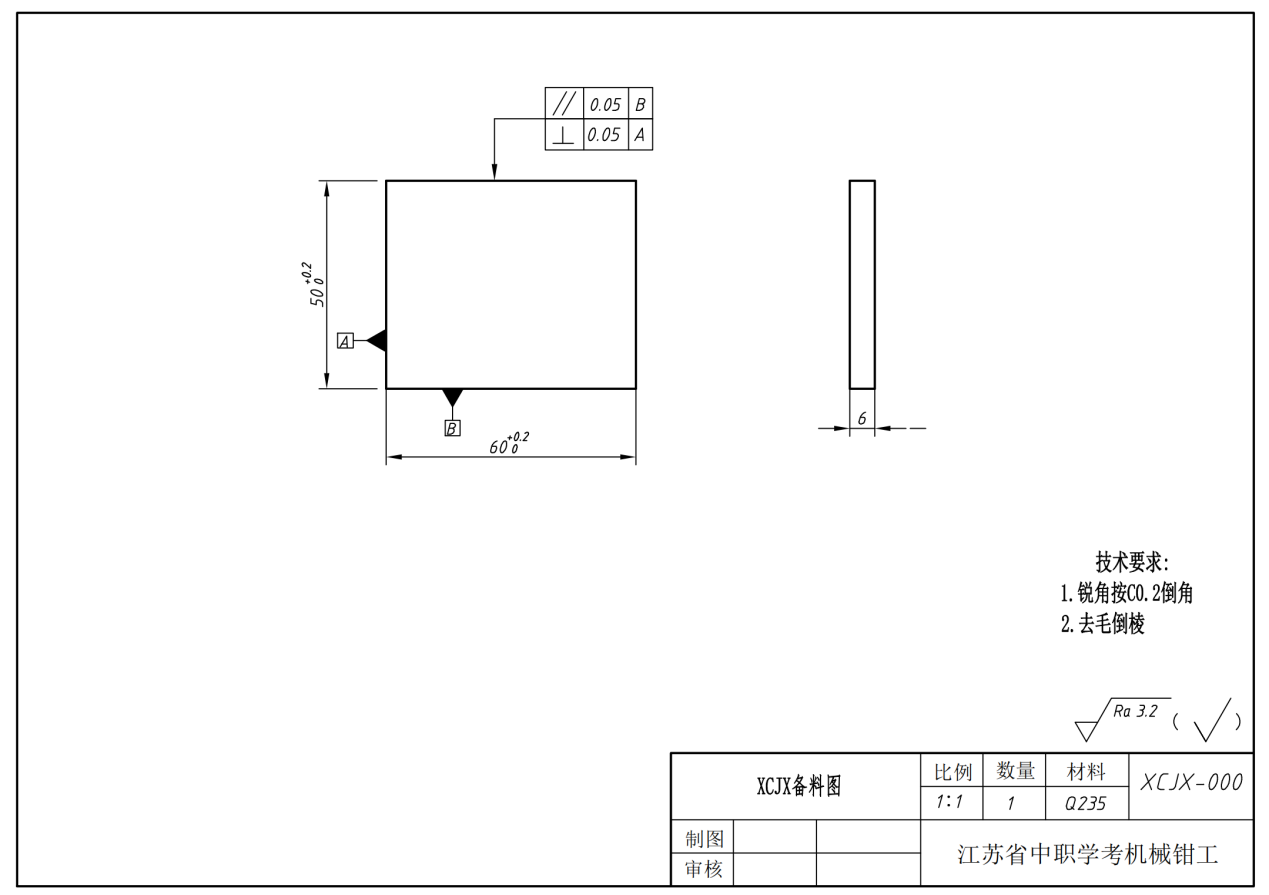 // 0.05 B
⊥ 0.05 A
50 +0.2 0
A
B
60 +0.2 0
6
技术要求:
1.锐角按C0.2倒角
2.去毛倒棱
Ra 3.2 ( √ )
XCJX备料图
比例 数量 材料
1:1 1 Q235
XCJX-000
制图
审核
江苏省中职学考机械钳工